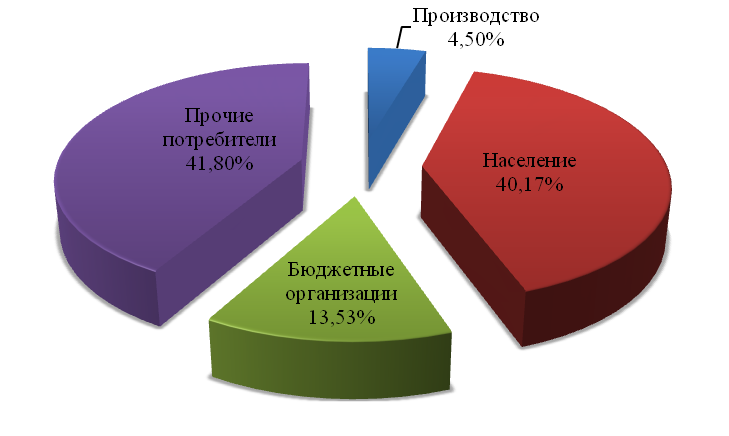 Производство
4,50%
Прочие
потребители
41,80%
Население
40,17%
Бюджетные
организации
13,53%